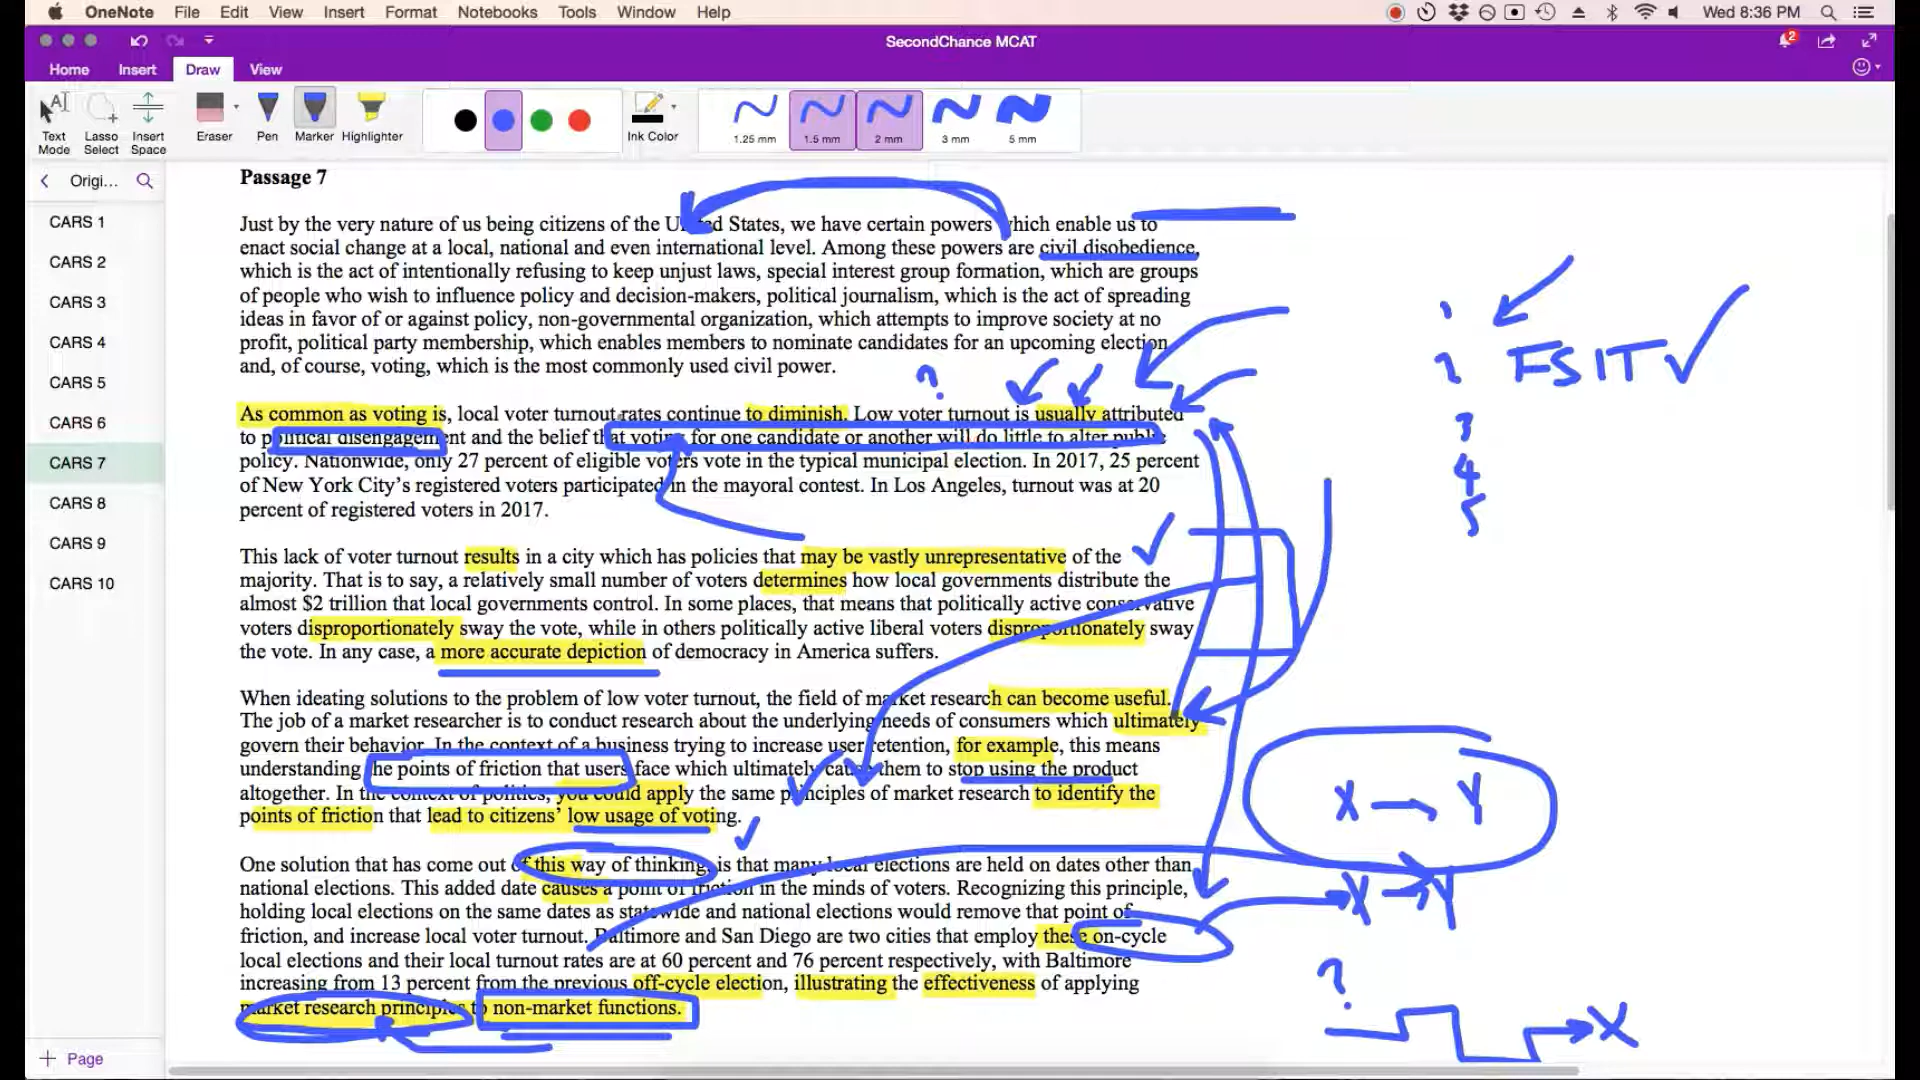 OneNote File Edit View Insert Format Notebooks Tools Window Help Wed 8:36 PM
SecondChance MCAT 2
Home Insert Draw View
Text Mode Lasso Select Insert Space Eraser Pen Marker Highlighter Ink Color 1.25 mm 1.5 mm 2 mm 3 mm 5 mm
Origi...
CARS 1
CARS 2
CARS 3
CARS 4
CARS 5
CARS 6
CARS 7
CARS 8
CARS 9
CARS 10
+ Page
Passage 7
Just by the very nature of us being citizens of the United States, we have certain powers which enable us to
enact social change at a local, national and even international level. Among these powers are civil disobedience,
which is the act of intentionally refusing to keep unjust laws, special interest group formation, which are groups
of people who wish to influence policy and decision-makers, political journalism, which is the act of spreading
ideas in favor of or against policy, non-governmental organization, which attempts to improve society at no
profit, political party membership, which enables members to nominate candidates for an upcoming election
and, of course, voting, which is the most commonly used civil power.
?
As common as voting is, local voter turnout rates continue to diminish. Low voter turnout is usually attributed
to political disengagement and the belief that voting for one candidate or another will do little to alter public
policy. Nationwide, only 27 percent of eligible voters vote in the typical municipal election. In 2017, 25 percent
of New York City's registered voters participated in the mayoral contest. In Los Angeles, turnout was at 20
percent of registered voters in 2017.
This lack of voter turnout results in a city which has policies that may be vastly unrepresentative of the
majority. That is to say, a relatively small number of voters determines how local governments distribute the
almost $2 trillion that local governments control. In some places, that means that politically active conservative
voters disproportionately sway the vote, while in others politically active liberal voters disproportionately sway
the vote. In any case, a more accurate depiction of democracy in America suffers.
When ideating solutions to the problem of low voter turnout, the field of market research can become useful.
The job of a market researcher is to conduct research about the underlying needs of consumers which ultimately
govern their behavior. In the context of a business trying to increase user retention, for example, this means
understanding the points of friction that users face which ultimately cause them to stop using the product
altogether. In the context of politics, you could apply the same principles of market research to identify the
points of friction that lead to citizens' low usage of voting.
One solution that has come out of this way of thinking, is that many local elections are held on dates other than
national elections. This added date causes a point of friction in the minds of voters. Recognizing this principle,
holding local elections on the same dates as statewide and national elections would remove that point of
friction, and increase local voter turnout. Baltimore and San Diego are two cities that employ these on-cycle
local elections and their local turnout rates are at 60 percent and 76 percent respectively, with Baltimore
increasing from 13 percent from the previous off-cycle election, illustrating the effectiveness of applying
market research principles to non-market functions.
1
2 FSIT
3
4
5
X → Y
X → Y
?
X